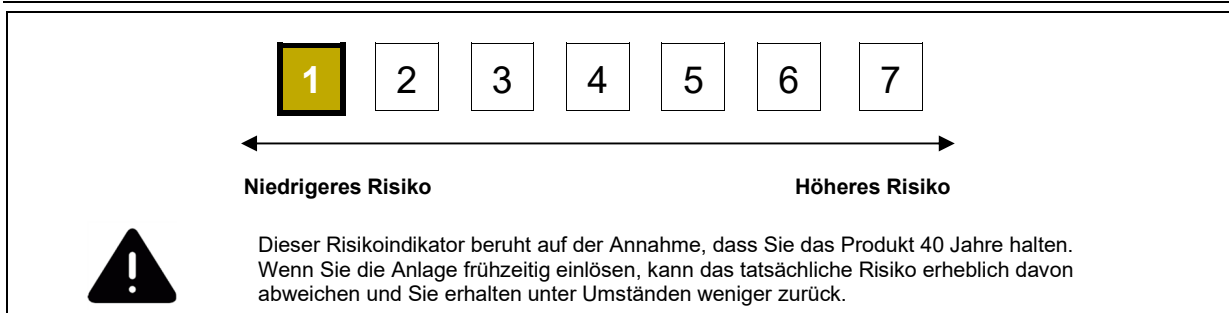 1 2 3 4 5 6 7
Niedrigeres Risiko Höheres Risiko
Dieser Risikoindikator beruht auf der Annahme, dass Sie das Produkt 40 Jahre halten.
Wenn Sie die Anlage frühzeitig einlösen, kann das tatsächliche Risiko erheblich davon
abweichen und Sie erhalten unter Umständen weniger zurück.